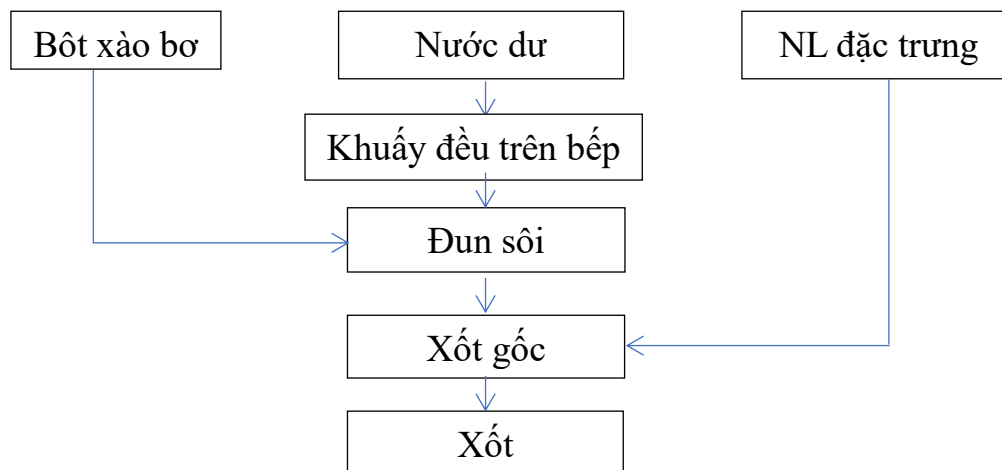 Bôt xào bơ
Nước dư
NL đặc trưng
Khuấy đều trên bếp
Đun sôi
Xốt gốc
Xốt